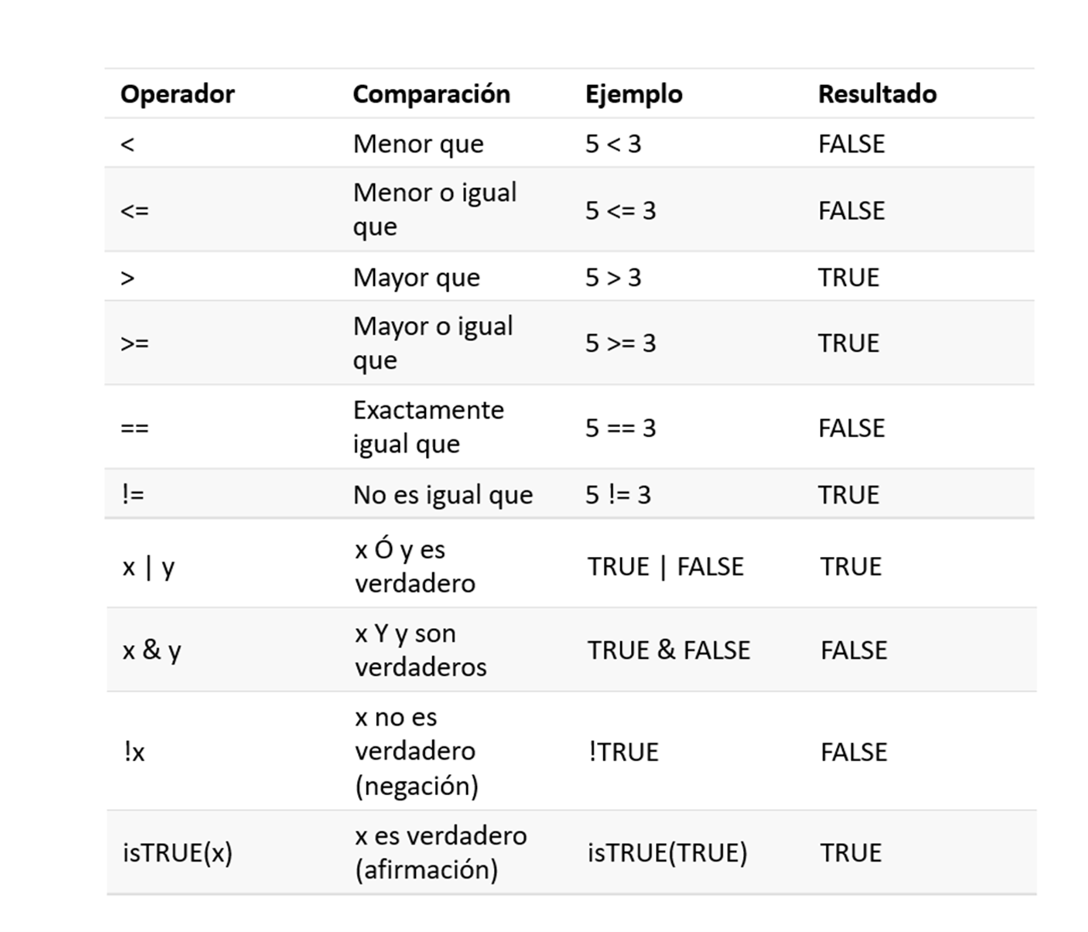 Operador Comparación Ejemplo Resultado
< Menor que 5 < 3 FALSE
<= Menor o igual que 5 <= 3 FALSE
> Mayor que 5 > 3 TRUE
>= Mayor o igual que 5 >= 3 TRUE
== Exactamente igual que 5 == 3 FALSE
!= No es igual que 5 != 3 TRUE
x | y x Ó y es verdadero TRUE | FALSE TRUE
x & y x Y y son verdaderos TRUE & FALSE FALSE
!x x no es verdadero (negación) !TRUE FALSE
isTRUE(x) x es verdadero (afirmación) isTRUE(TRUE) TRUE